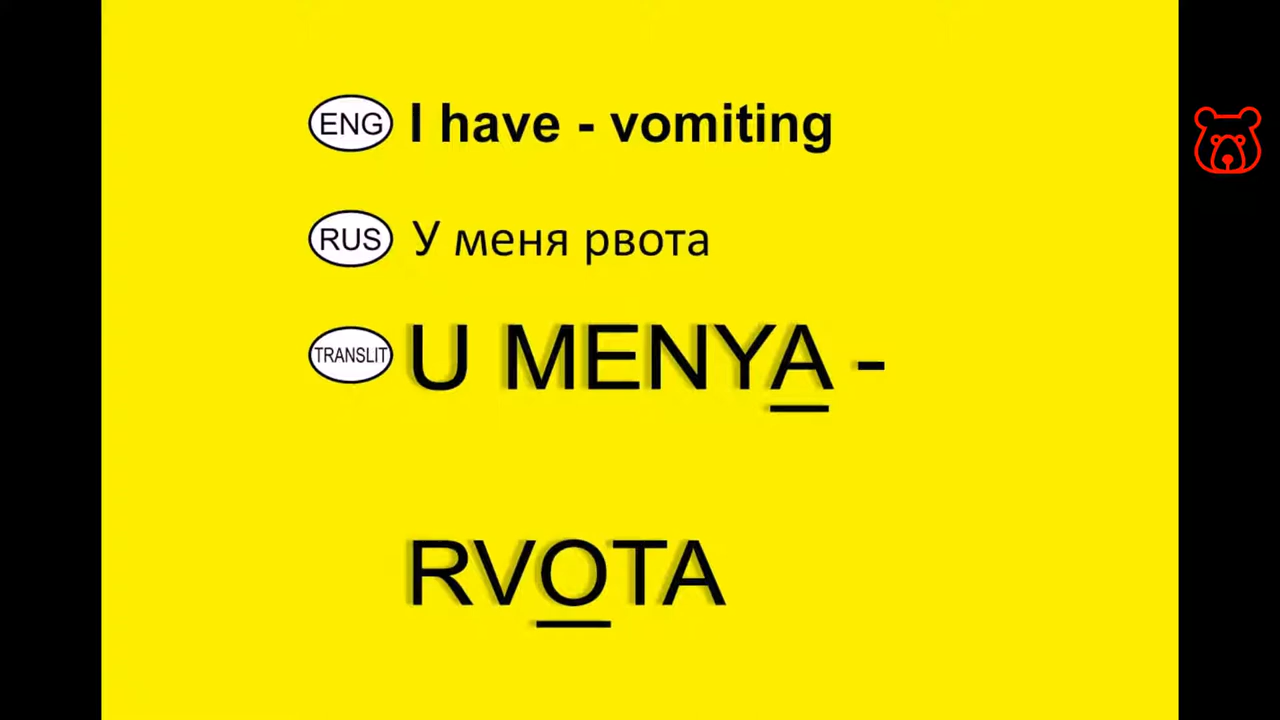 ENG I have - vomiting
RUS У меня рвота
TRANSLIT U MENYA -
RVOTA